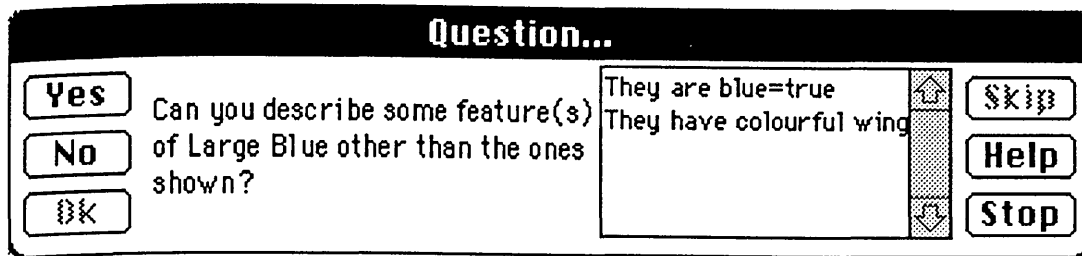 Question...
Yes
No
OK
Can you describe some feature(s)
of Large Blue other than the ones
shown?
They are blue=true
They have colourful wing
Skip
Help
Stop